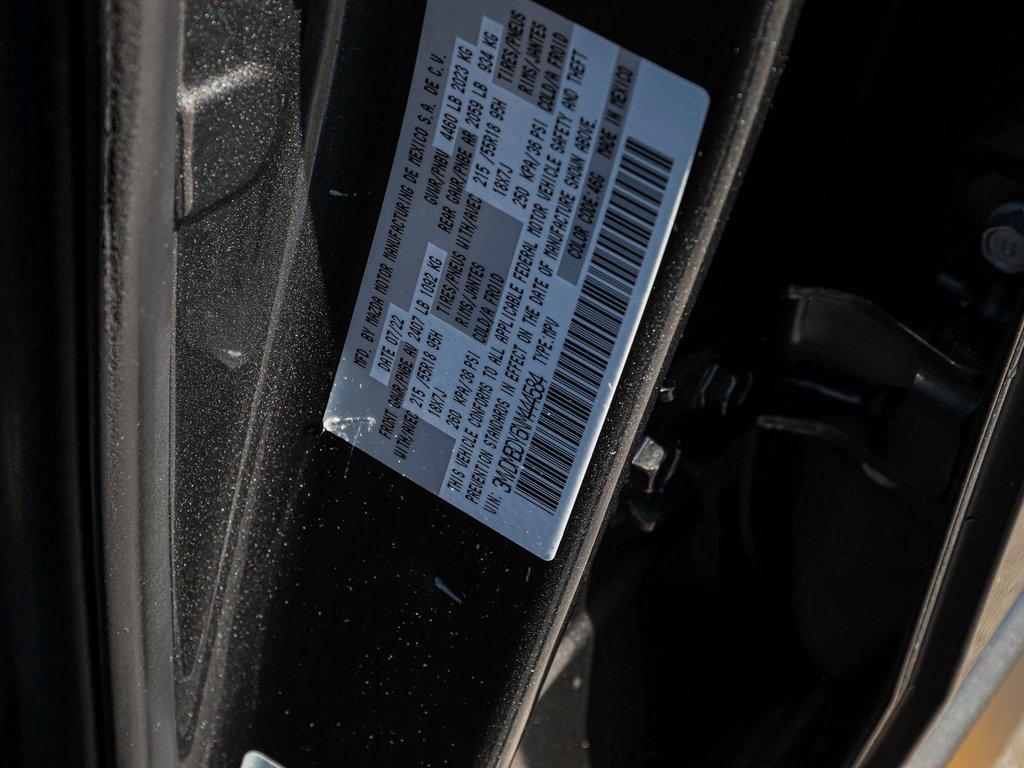 MFD. BY MAZDA MOTOR MANUFACTURING DE MEXICO S.A. DE C.V.
DATE 07/22 GVWR/PNBV 4460 LB 2023 KG
FRONT GAWR/PNBE AV 2407 LB 1092 KG REAR GAWR/PNBE AR 2059 LB 934 KG
WITH/AVEC 215 /55R18 95H TIRES/PNEUS WITH/AVEC 215 /55R18 95H TIRES/PNEUS
18X7J RIMS/JANTES 18X7J RIMS/JANTES
260 KPA/38 PSI COLD/A FROID 250 KPA/36 PSI COLD/A FROID
THIS VEHICLE CONFORMS TO ALL APPLICABLE FEDERAL MOTOR VEHICLE SAFETY AND THEFT
PREVENTION STANDARDS IN EFFECT ON THE DATE OF MANUFACTURE SHOWN ABOVE.
VIN: TYPE:MPV COLOR CODE:46G MADE IN MEXICO